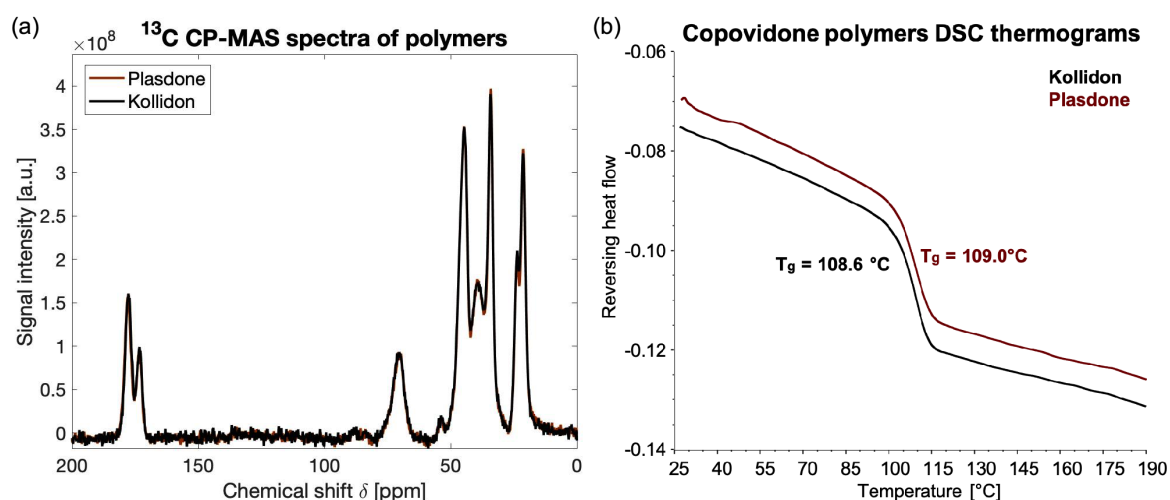 (a)
¹³C CP-MAS spectra of polymers
×10⁸
Plasdone
Kollidon
4
3.5
3
2.5
2
1.5
1
0.5
0
Signal intensity [a.u.]
200
150
100
50
0
Chemical shift δ [ppm]
(b)
Copovidone polymers DSC thermograms
Kollidon
Plasdone
-0.06
-0.08
-0.10
-0.12
-0.14
Reversing heat flow
Tg = 108.6 °C
Tg = 109.0°C
25 40 55 70 85 100 115 130 145 160 175 190
Temperature [°C]